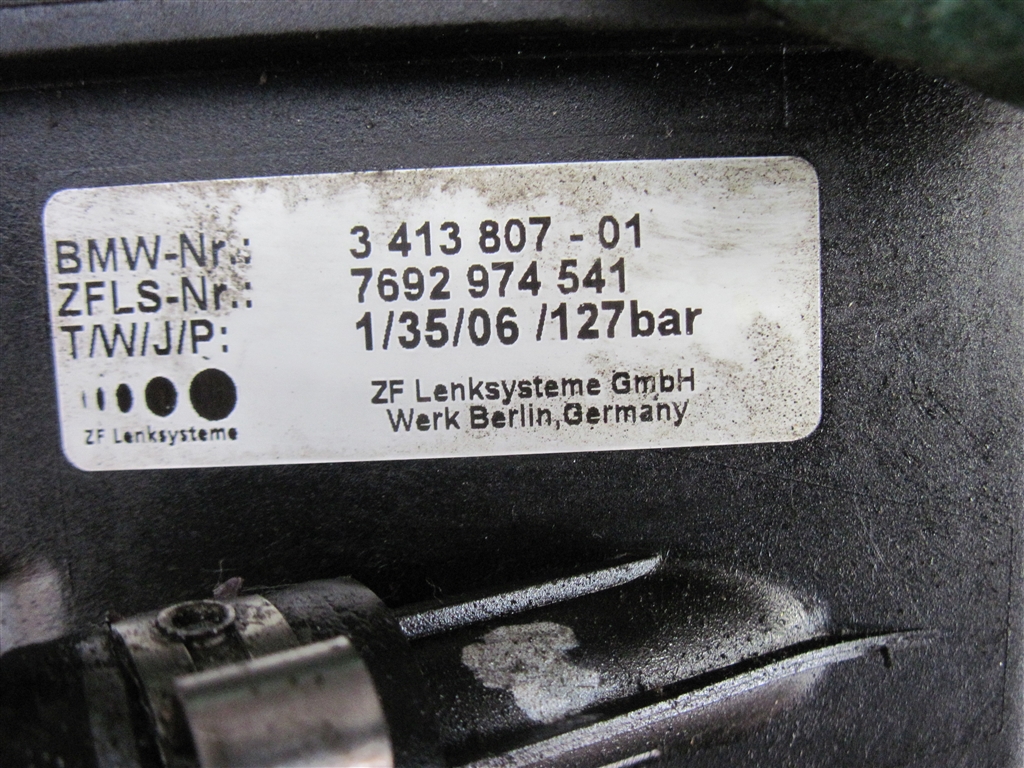 BMW-Nr.: 3 413 807 - 01
ZFLS-Nr.: 7692 974 541
T/W/J/P: 1/35/06 /127bar
ZF Lenksysteme GmbH
Werk Berlin,Germany
ZF Lenksysteme